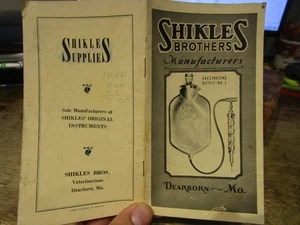 SHIKLES
SUPPLIES
Sole Manufacturers of
SHIKLES' ORIGINAL
INSTRUMENTS
SHIKLES BROS.
Veterinarians
Dearborn, Mo.
SHIKLES
BROTHERS
Manufacturers
VACCINATING
OUTFIT NO. 1
DEARBORN — MO.